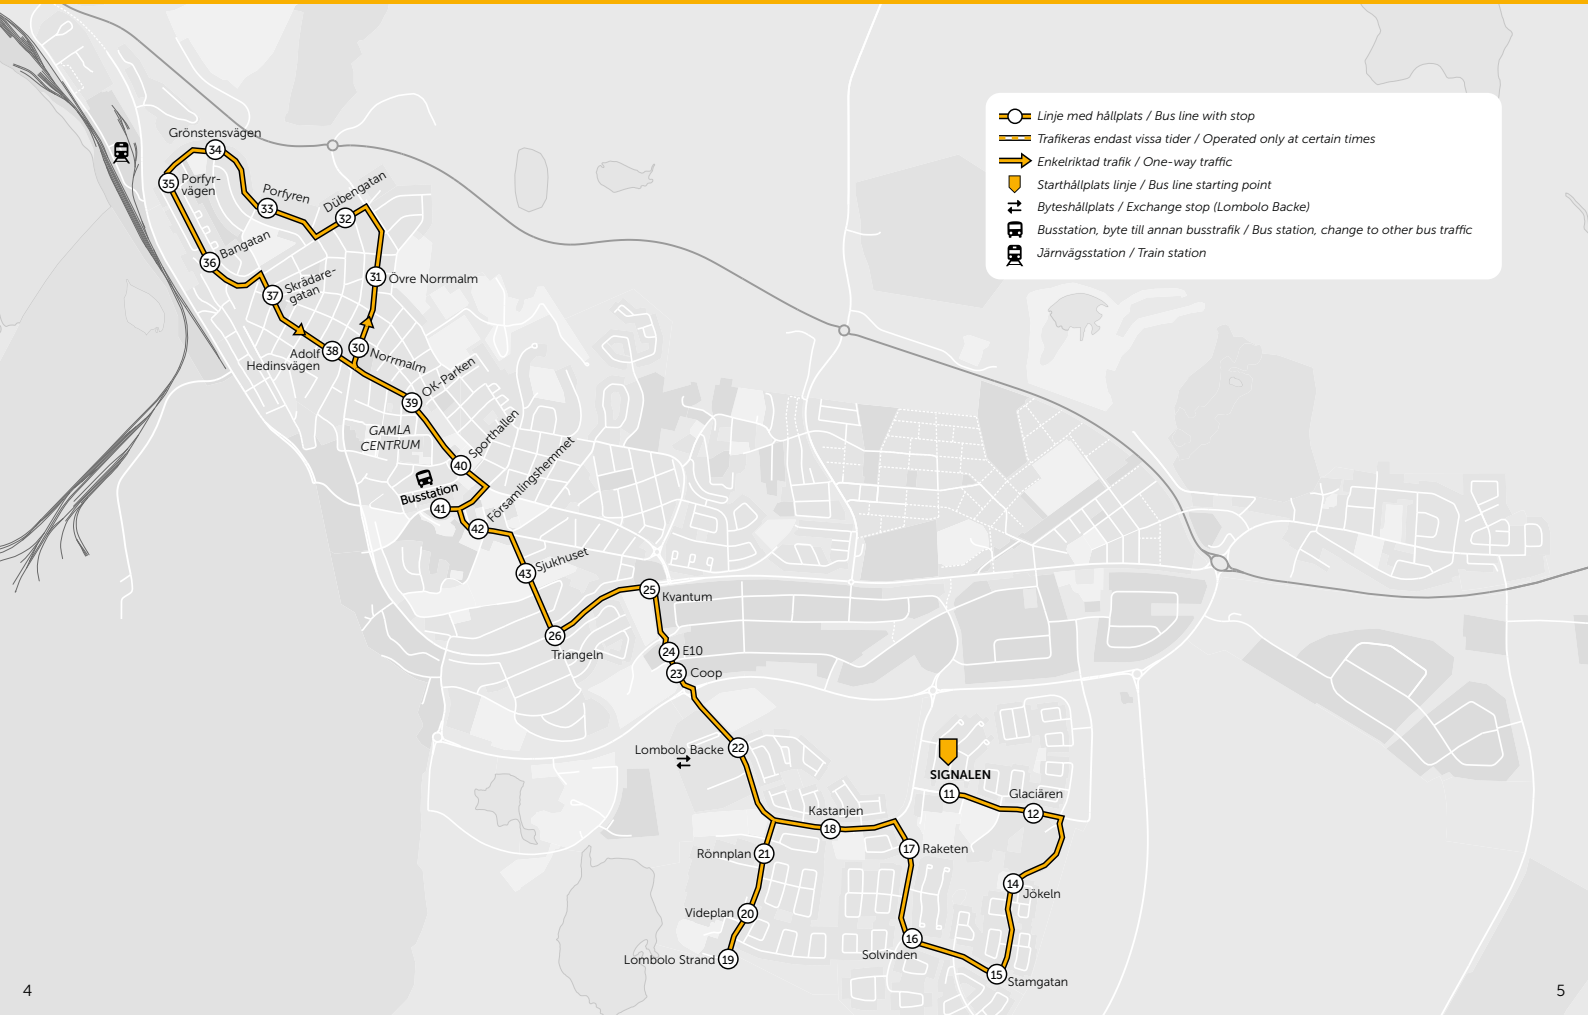 Linje med hållplats / Bus line with stop
Trafikeras endast vissa tider / Operated only at certain times
Enkelriktad trafik / One-way traffic
Starthållplats linje / Bus line starting point
Byteshållplats / Exchange stop (Lombolo Backe)
Busstation, byte till annan busstrafik / Bus station, change to other bus traffic
Järnvägsstation / Train station
Grönstensvägen
34
35
Porfyr-
vägen
Porfyren
33
Dübengatan
32
36
Bangatan
31
Övre Norrmalm
37
Skrädare-
gatan
Adolf
Hedinsvägen
38
30
Norrmalm
39
OK-Parken
GAMLA
CENTRUM
40
Sporthallen
Busstation
41
42
Församlingshemmet
43
Sjukhuset
25
Kvantum
26
Triangeln
24
E10
23
Coop
Lombolo Backe
22
SIGNALEN
11
Glaciären
12
Kastanjen
18
17
Raketen
Rönnplan
21
14
Jökeln
Videplan
20
16
Solvinden
Lombolo Strand
19
15
Stamgatan
4
5